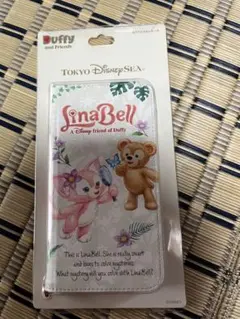 Duffy
and Friends
TOKYO DisneySEA
LinaBell
A Disney friend of Duffy
This is LinaBell. She is really smart
and loves to solve mysteries.
What mystery will you solve with LinaBell?